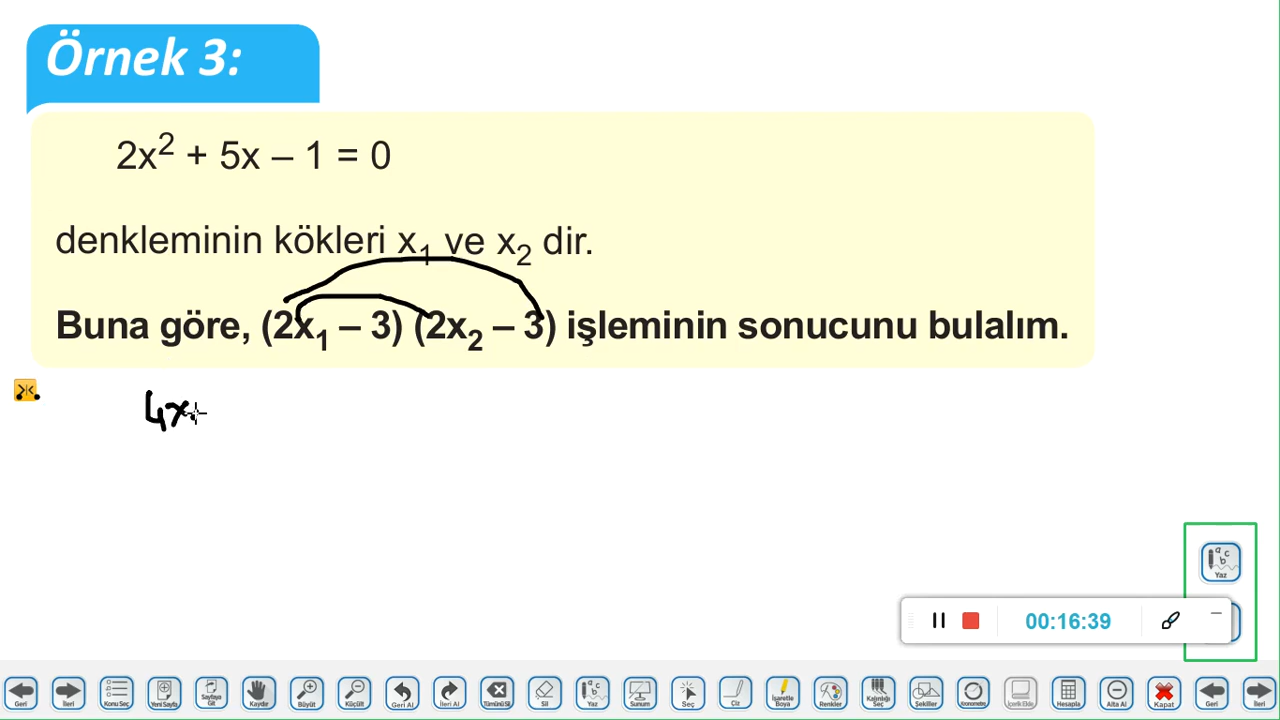 Örnek 3:
2x² + 5x – 1 = 0
denkleminin kökleri x₁ ve x₂ dir.
Buna göre, (2x₁ – 3) (2x₂ – 3) işleminin sonucunu bulalım.
4x
a b c
Yaz
00:16:39
Geri İleri Konu Seç Yeni Sayfa Sayfaya Git Kaydır Büyüt Küçült Geri Al İleri Al Tümünü Sil Sil Yaz Sunum Seç Çiz İşaretle Boya Renkler Kalınlığı Seç Şekiller Kronometre İçerik Ekle Hesapla Alta Al Kapat Geri İleri